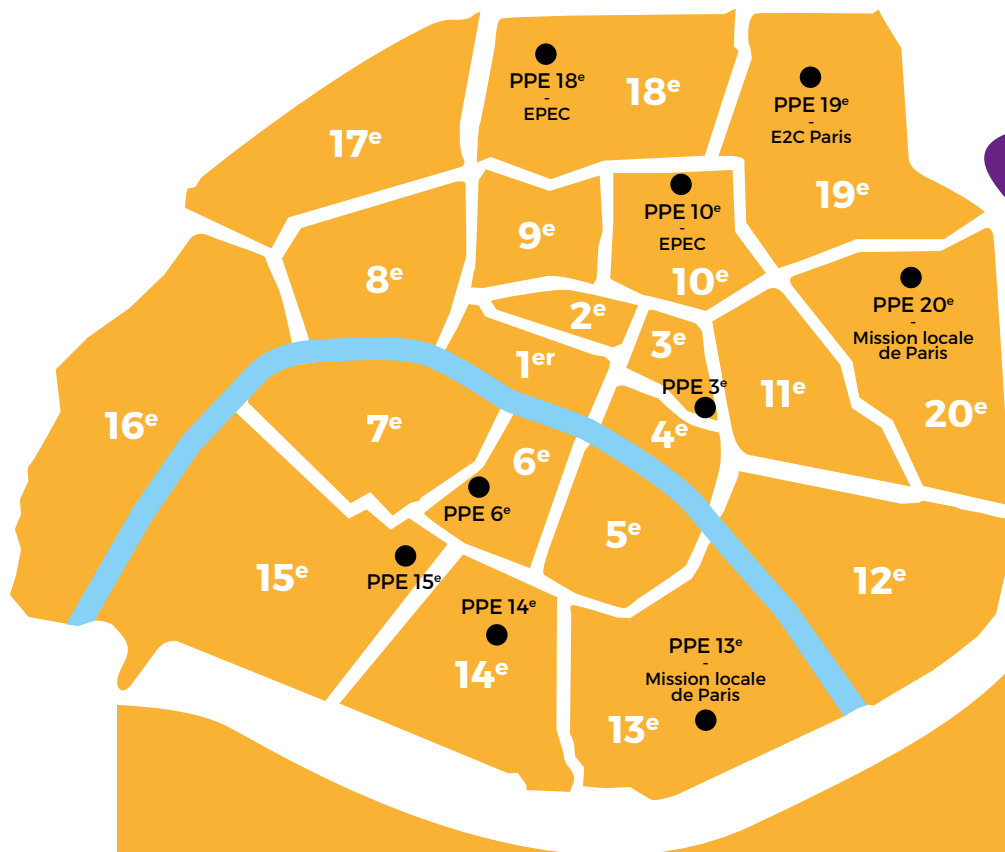 PPE 18ᵉ
-
EPEC
18ᵉ
PPE 19ᵉ
-
E2C Paris
19ᵉ
17ᵉ
PPE 10ᵉ
-
EPEC
10ᵉ
9ᵉ
8ᵉ
2ᵉ
PPE 20ᵉ
-
Mission locale
de Paris
20ᵉ
3ᵉ
PPE 3ᵉ
1ᵉʳ
11ᵉ
16ᵉ
7ᵉ
4ᵉ
6ᵉ
PPE 6ᵉ
5ᵉ
15ᵉ
PPE 15ᵉ
12ᵉ
PPE 14ᵉ
14ᵉ
PPE 13ᵉ
-
Mission locale
de Paris
13ᵉ